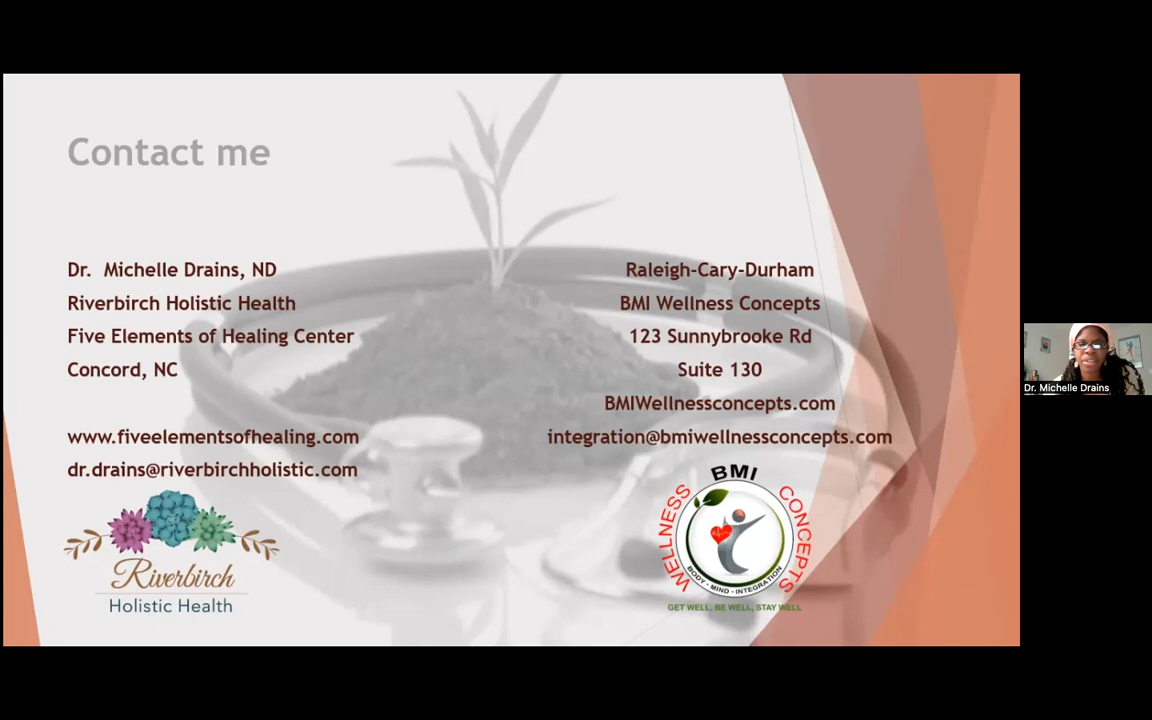 Contact me
Dr. Michelle Drains, ND
Riverbirch Holistic Health
Five Elements of Healing Center
Concord, NC
www.fiveelementsofhealing.com
dr.drains@riverbirchholistic.com
Riverbirch
Holistic Health
Raleigh-Cary-Durham
BMI Wellness Concepts
123 Sunnybrooke Rd
Suite 130
BMIWellnessconcepts.com
integration@bmiwellnessconcepts.com
WELLNESS BMI CONCEPTS
BODY - MIND - INTEGRATION
GET WELL, BE WELL, STAY WELL
Dr. Michelle Drains